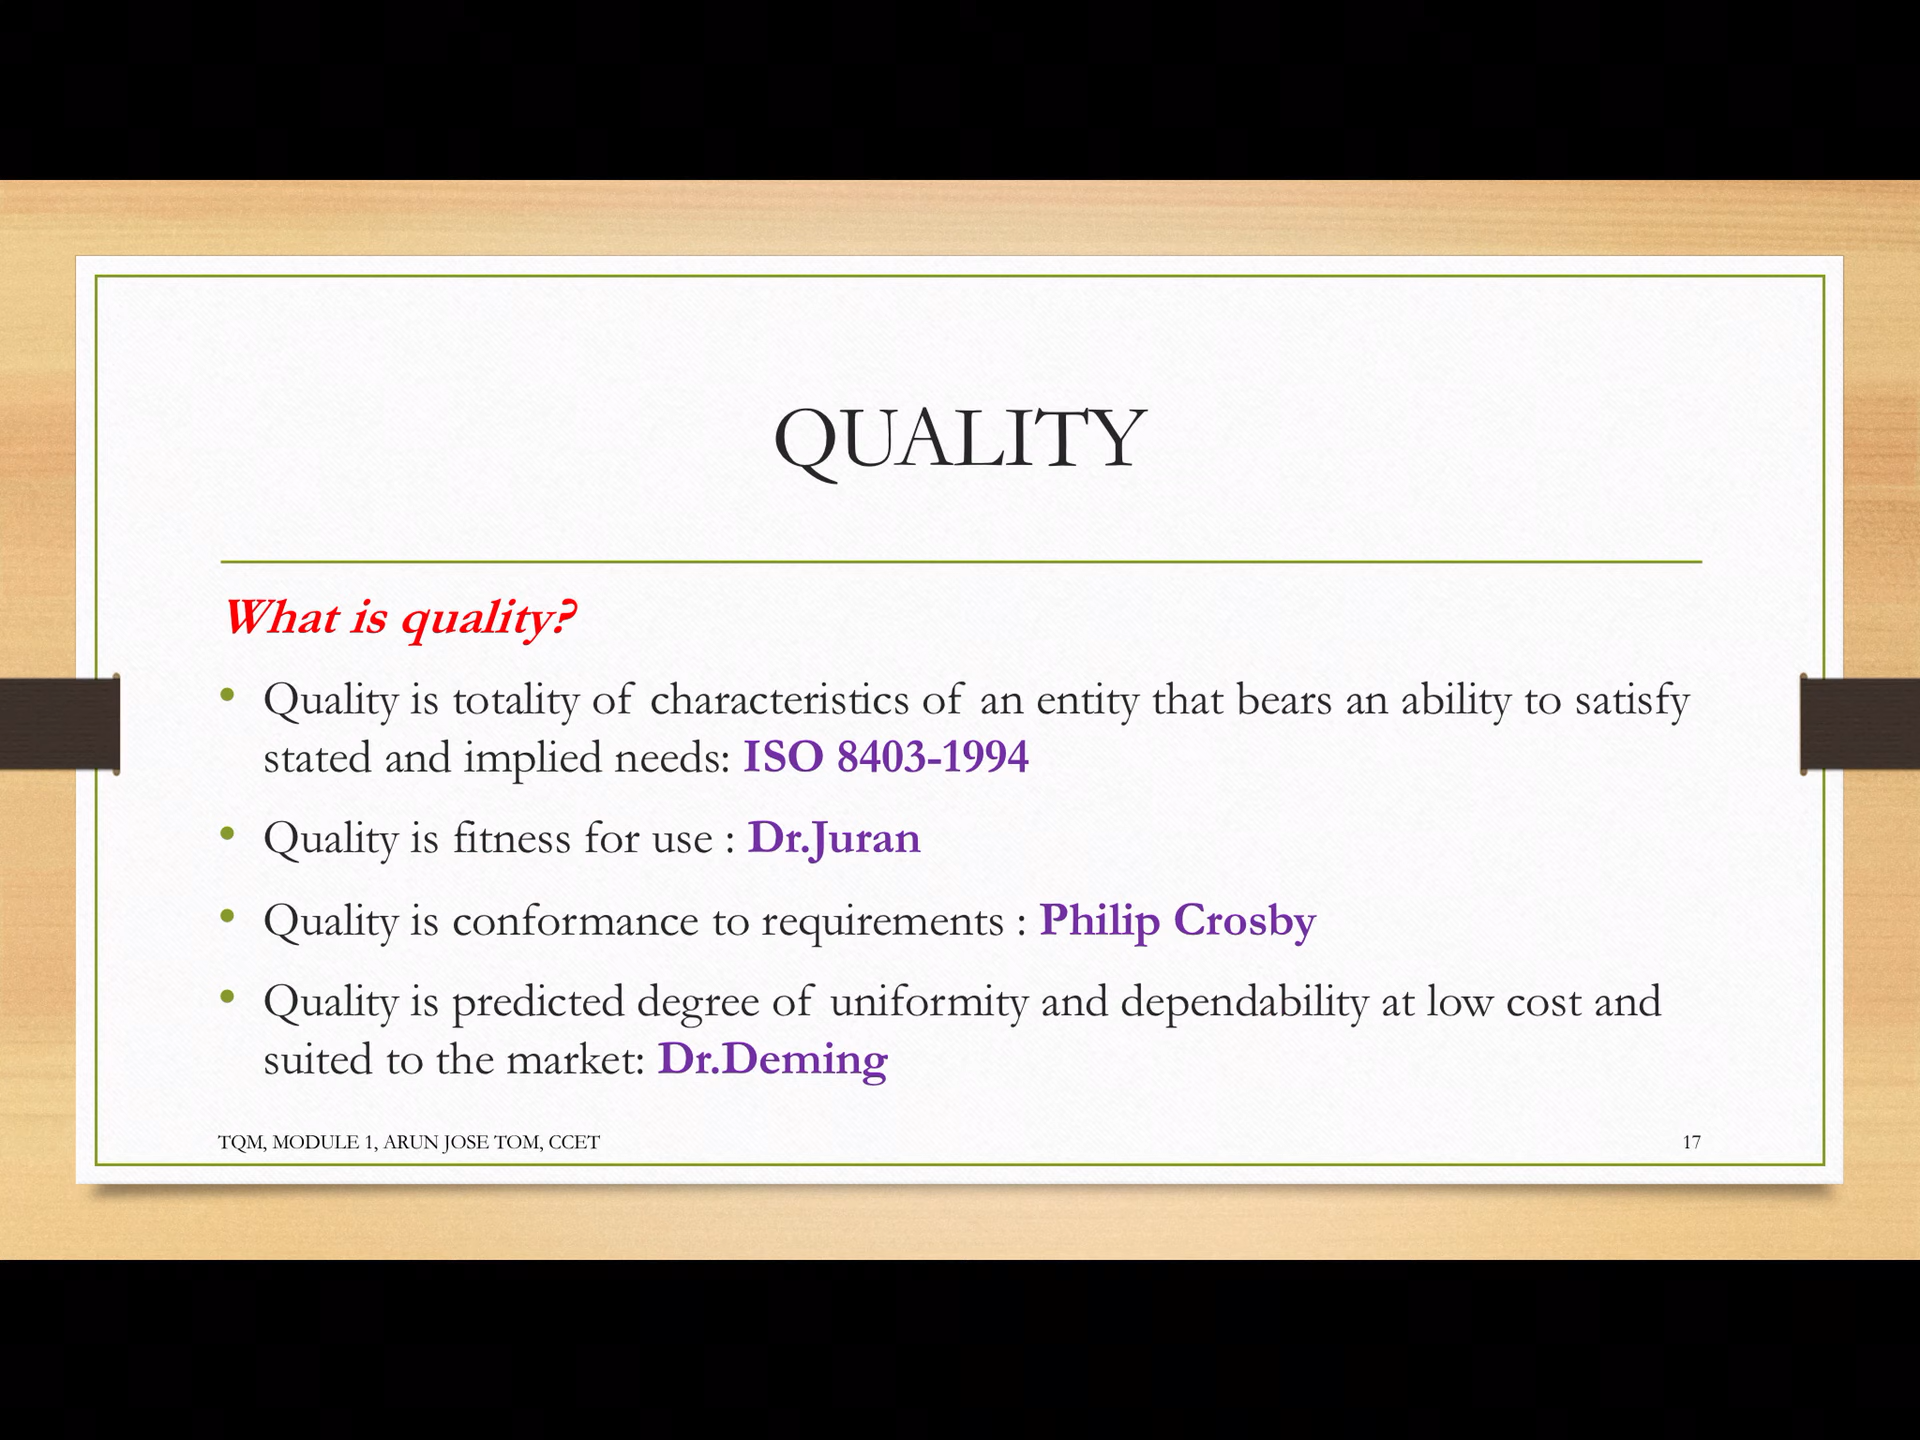 QUALITY
What is quality?
• Quality is totality of characteristics of an entity that bears an ability to satisfy
stated and implied needs: ISO 8403-1994
• Quality is fitness for use : Dr.Juran
• Quality is conformance to requirements : Philip Crosby
• Quality is predicted degree of uniformity and dependability at low cost and
suited to the market: Dr.Deming
TQM, MODULE 1, ARUN JOSE TOM, CCET
17